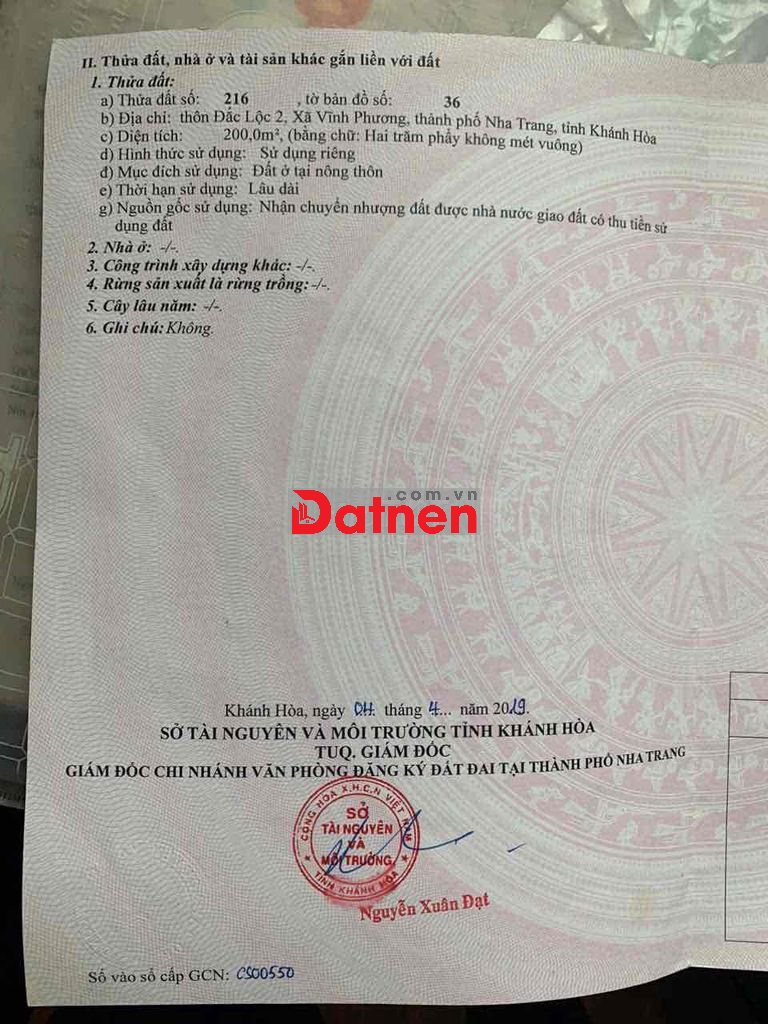 II. Thửa đất, nhà ở và tài sản khác gắn liền với đất
1. Thửa đất:
a) Thửa đất số: 216 , tờ bản đồ số: 36
b) Địa chỉ: thôn Đắc Lộc 2, Xã Vĩnh Phương, thành phố Nha Trang, tỉnh Khánh Hòa
c) Diện tích: 200,0m², (bằng chữ: Hai trăm phẩy không mét vuông)
d) Hình thức sử dụng: Sử dụng riêng
đ) Mục đích sử dụng: Đất ở tại nông thôn
e) Thời hạn sử dụng: Lâu dài
g) Nguồn gốc sử dụng: Nhận chuyển nhượng đất được nhà nước giao đất có thu tiền sử
dụng đất
2. Nhà ở: -/-.
3. Công trình xây dựng khác: -/-.
4. Rừng sản xuất là rừng trồng: -/-.
5. Cây lâu năm: -/-.
6. Ghi chú: Không.
.com.vn
Datnen
Khánh Hòa, ngày 04. tháng 4... năm 2019.
SỞ TÀI NGUYÊN VÀ MÔI TRƯỜNG TỈNH KHÁNH HÒA
TUQ. GIÁM ĐỐC
GIÁM ĐỐC CHI NHÁNH VĂN PHÒNG ĐĂNG KÝ ĐẤT ĐAI TẠI THÀNH PHỐ NHA TRANG
CỘNG HÒA X.H.C.N VIỆT NAM
SỞ
TÀI NGUYÊN
VÀ
MÔI TRƯỜNG
TỈNH KHÁNH HÒA
Nguyễn Xuân Đạt
Số vào sổ cấp GCN: CS00550